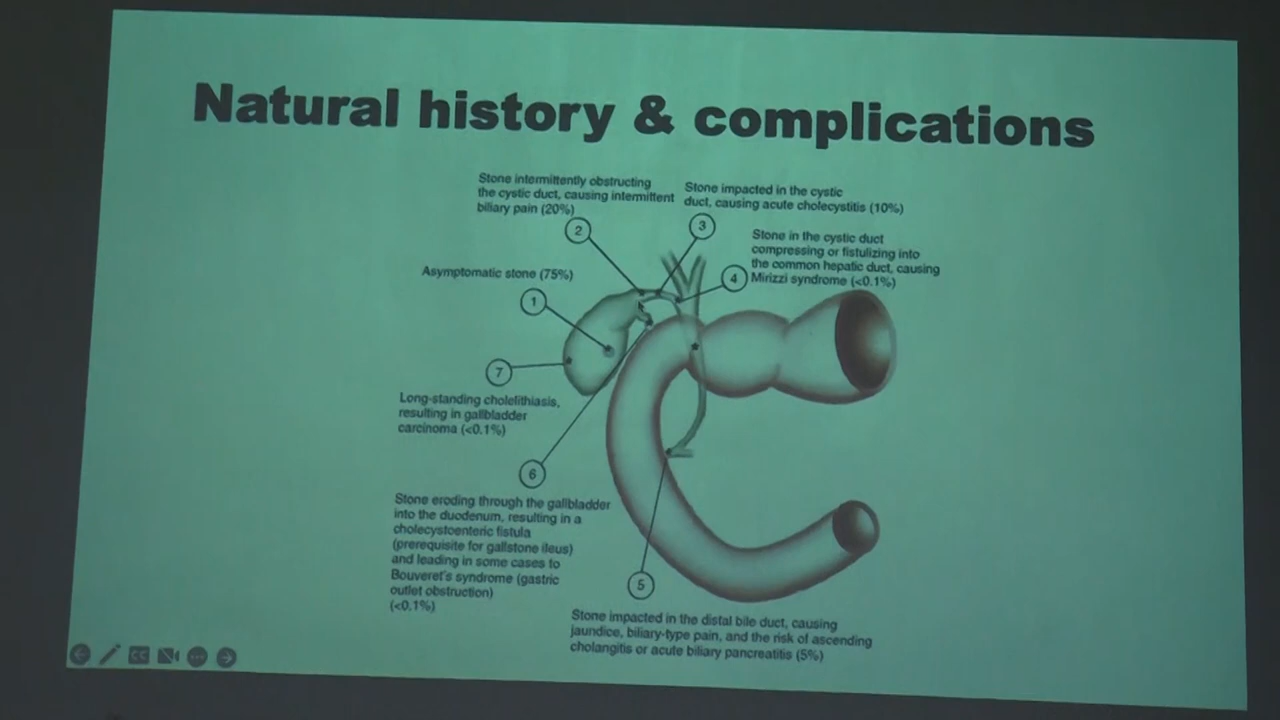 Natural history & complications
Stone intermittently obstructing
the cystic duct, causing intermittent
biliary pain (20%)
2
Stone impacted in the cystic
duct, causing acute cholecystitis (10%)
3
Stone in the cystic duct
compressing or fistulizing into
the common hepatic duct, causing
Mirizzi syndrome (<0.1%)
4
Asymptomatic stone (75%)
1
7
Long-standing cholelithiasis,
resulting in gallbladder
carcinoma (<0.1%)
6
Stone eroding through the gallbladder
into the duodenum, resulting in a
cholecystoenteric fistula
(prerequisite for gallstone ileus)
and leading in some cases to
Bouveret's syndrome (gastric
outlet obstruction)
(<0.1%)
5
Stone impacted in the distal bile duct, causing
jaundice, biliary-type pain, and the risk of ascending
cholangitis or acute biliary pancreatitis (5%)
CC